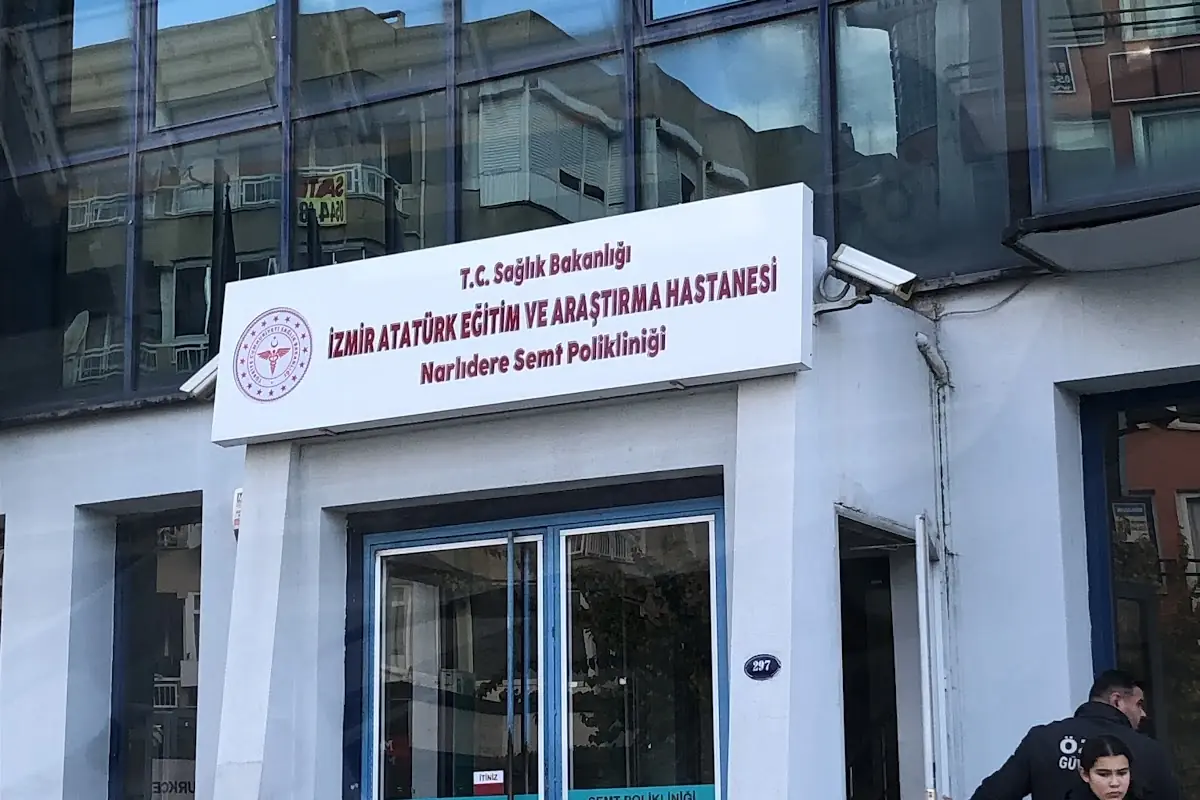 T.C. Sağlık Bakanlığı
İZMİR ATATÜRK EĞİTİM VE ARAŞTIRMA HASTANESİ
Narlıdere Semt Polikliniği
297
İTİNİZ
SEMT POLİKLİNİĞİ